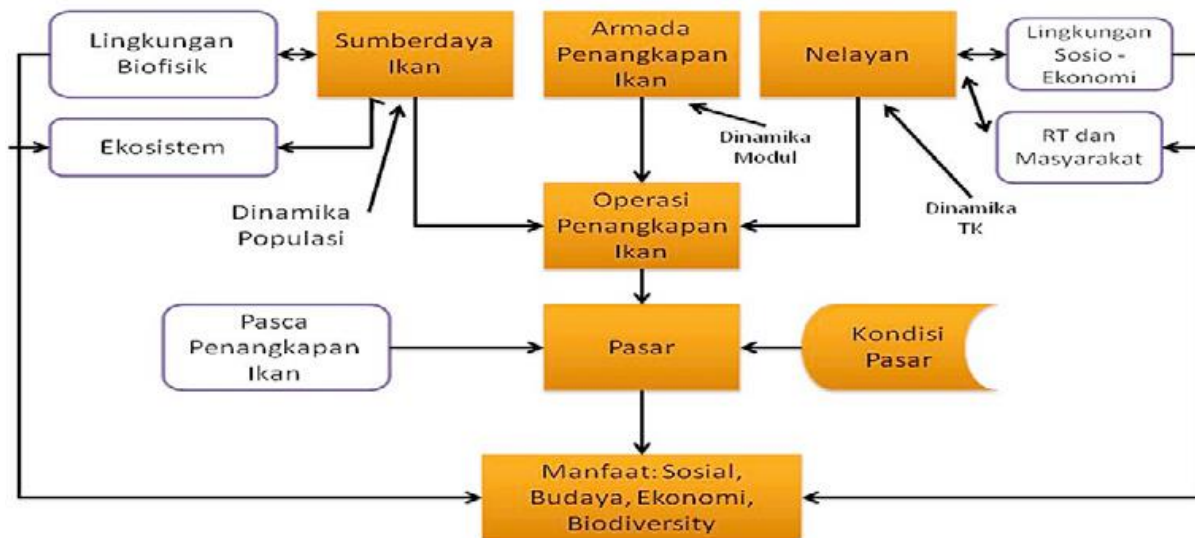 Lingkungan
Biofisik
Sumberdaya
Ikan
Armada
Penangkapan
Ikan
Nelayan
Lingkungan
Sosio -
Ekonomi
Ekosistem
Dinamika
Modul
RT dan
Masyarakat
Dinamika
Populasi
Operasi
Penangkapan
Ikan
Dinamika
TK
Pasca
Penangkapan
Ikan
Pasar
Kondisi
Pasar
Manfaat: Sosial,
Budaya, Ekonomi,
Biodiversity